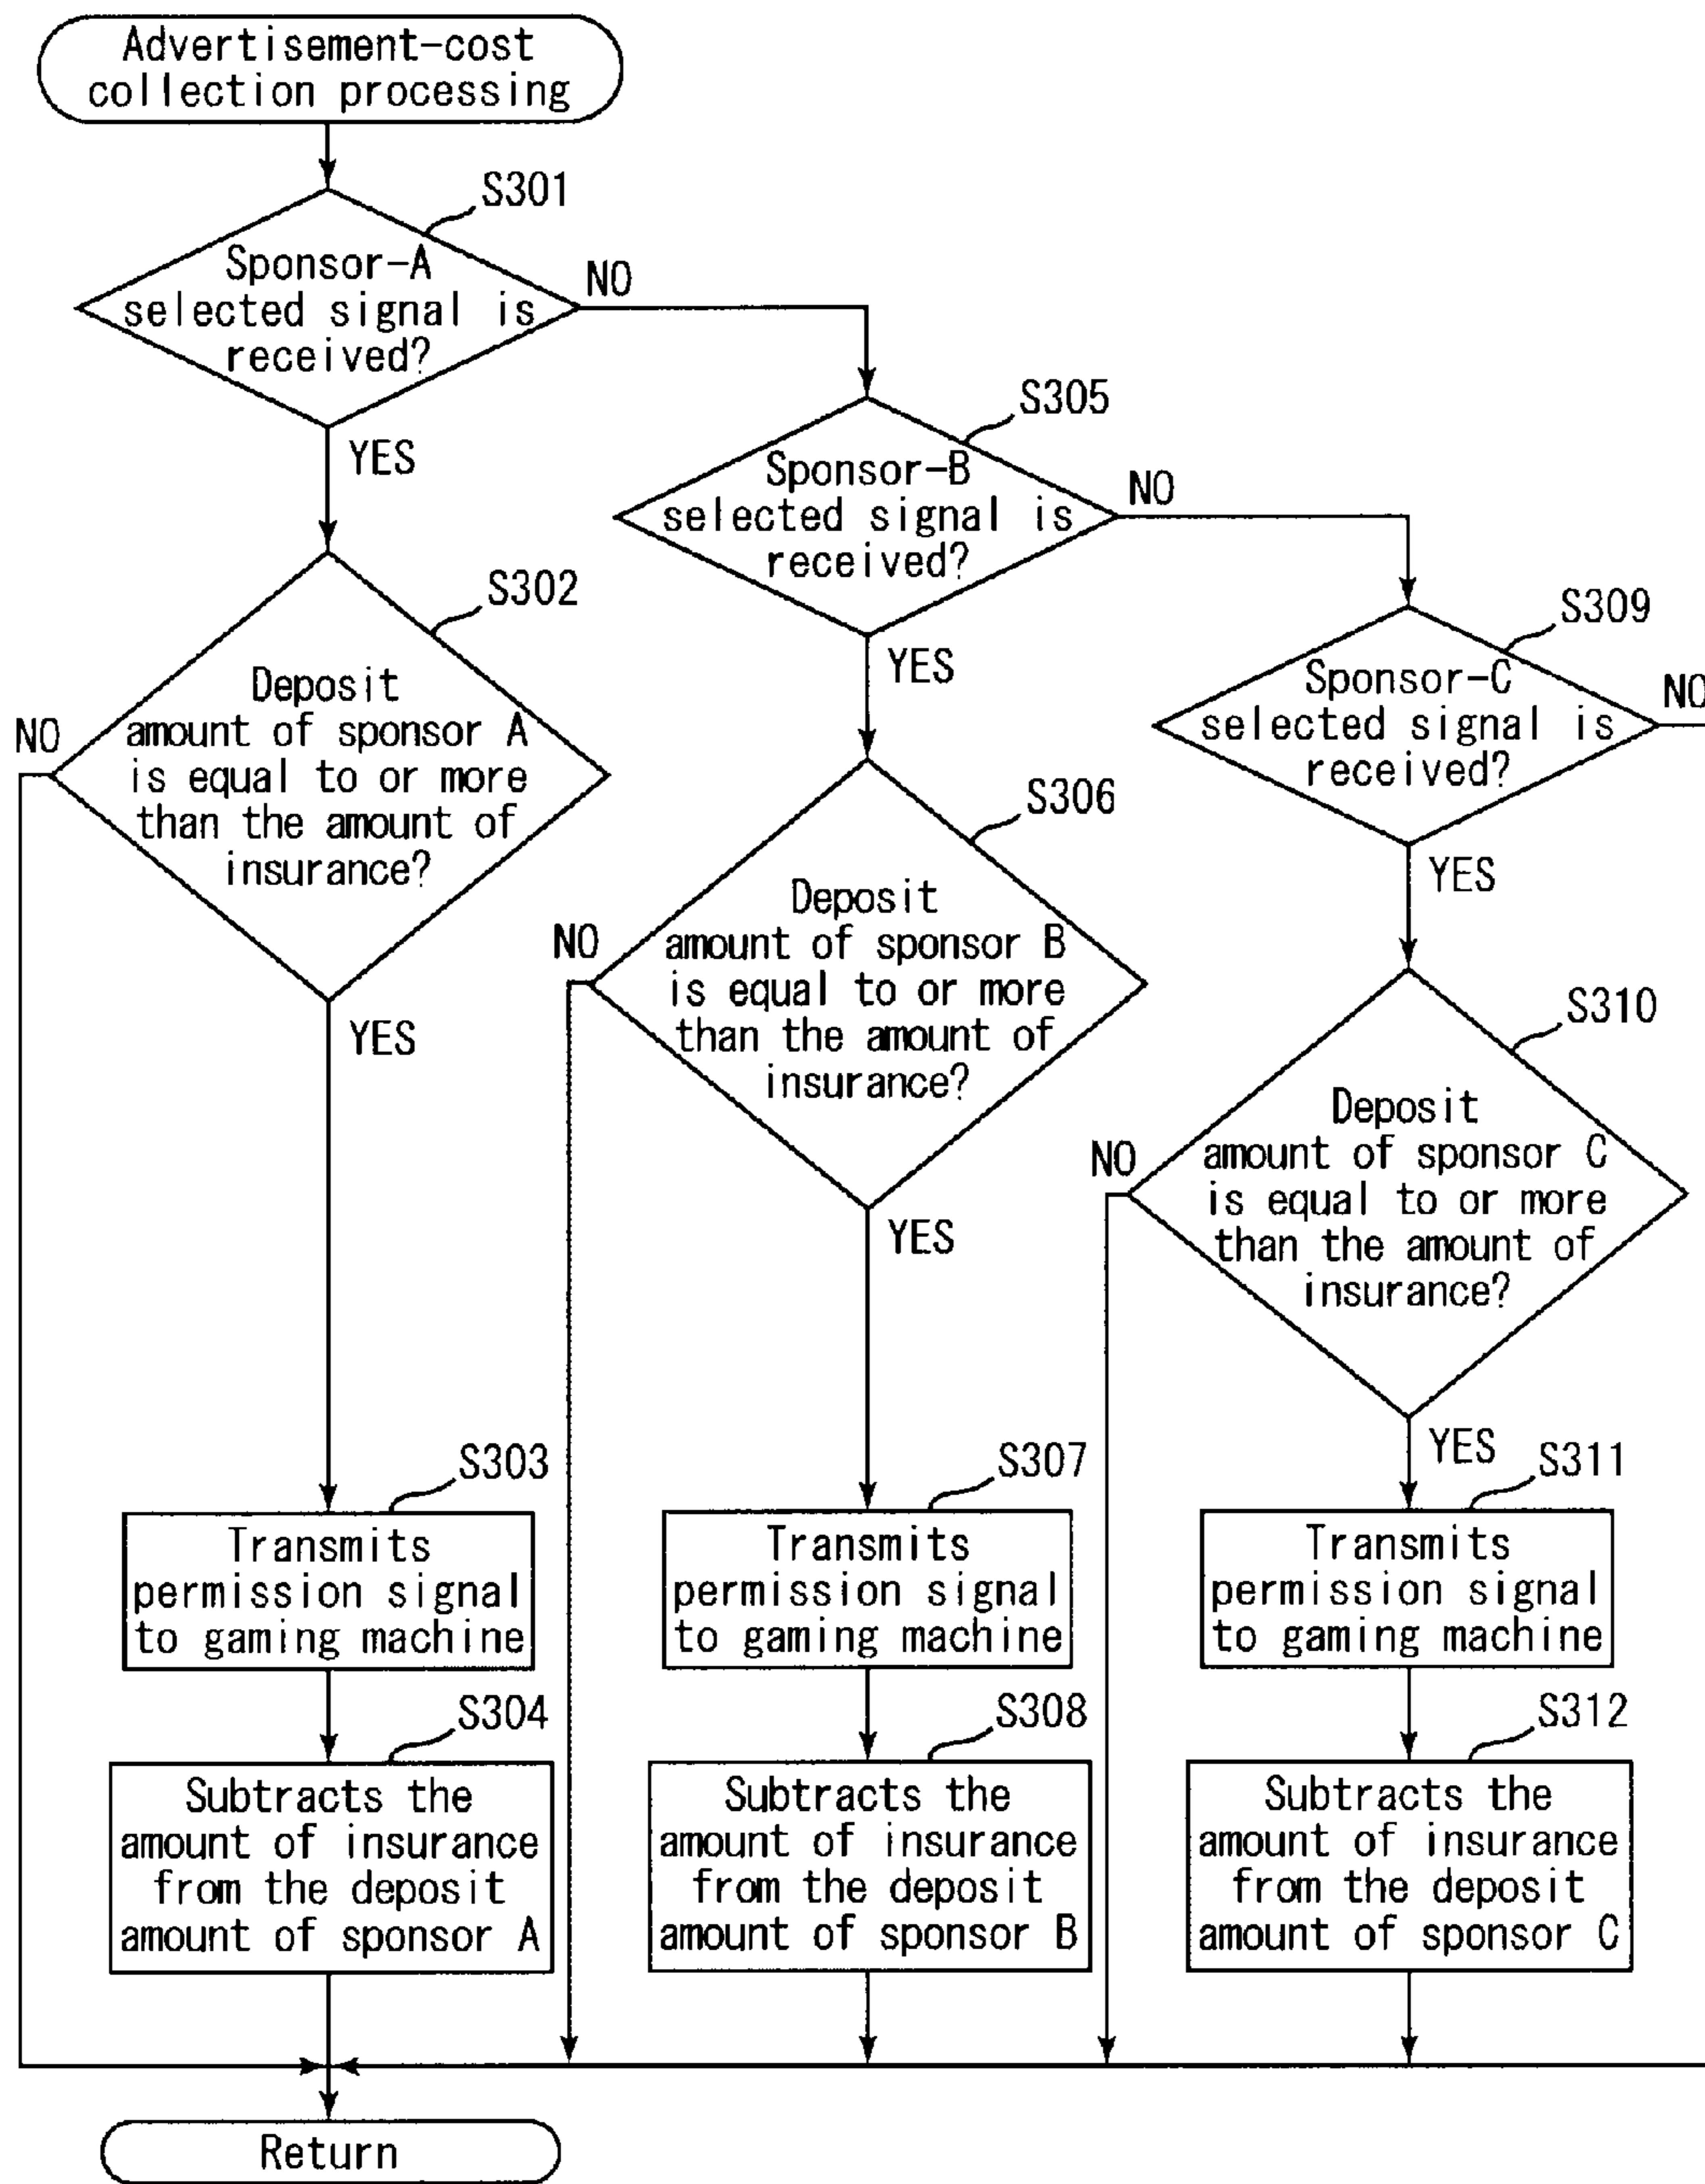 Advertisement-cost
collection processing
S301
Sponsor-A
selected signal is
received?
NO
YES
S302
Deposit
amount of sponsor A
is equal to or more
than the amount of
insurance?
NO
YES
S303
Transmits
permission signal
to gaming machine
S304
Subtracts the
amount of insurance
from the deposit
amount of sponsor A
S305
Sponsor-B
selected signal is
received?
NO
YES
S306
Deposit
amount of sponsor B
is equal to or more
than the amount of
insurance?
NO
YES
S307
Transmits
permission signal
to gaming machine
S308
Subtracts the
amount of insurance
from the deposit
amount of sponsor B
S309
Sponsor-C
selected signal is
received?
NO
YES
S310
Deposit
amount of sponsor C
is equal to or more
than the amount of
insurance?
NO
YES
S311
Transmits
permission signal
to gaming machine
S312
Subtracts the
amount of insurance
from the deposit
amount of sponsor C
Return